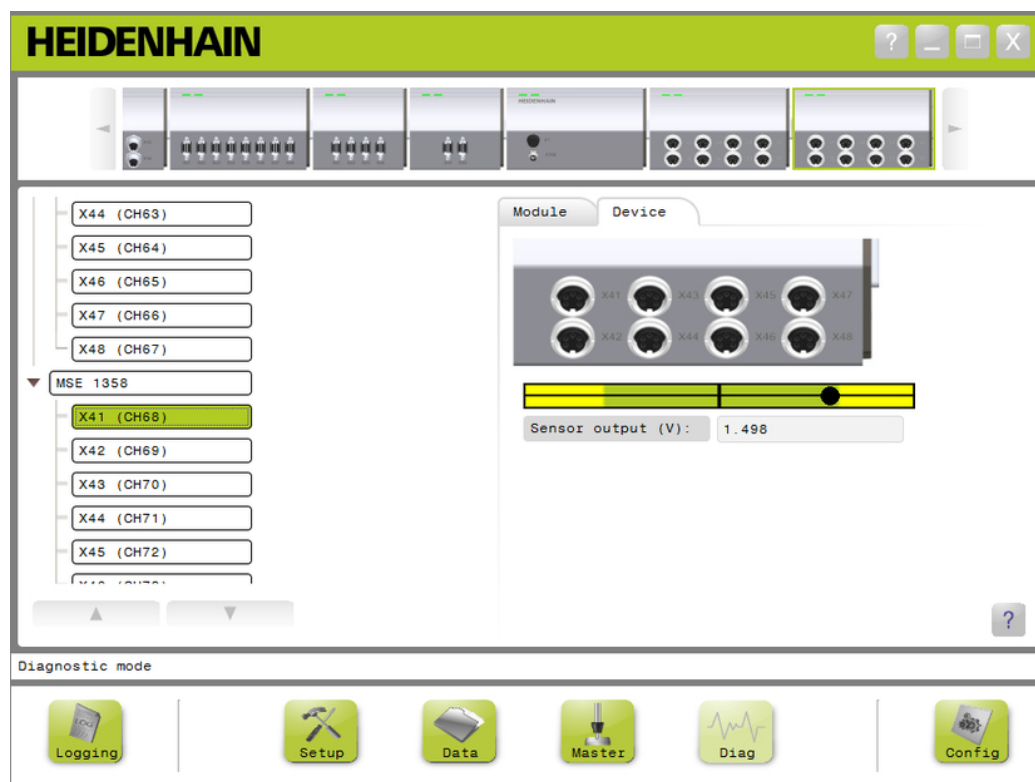 HEIDENHAIN
? X
HEIDENHAIN
X44 (CH63)
X45 (CH64)
X46 (CH65)
X47 (CH66)
X48 (CH67)
MSE 1358
X41 (CH68)
X42 (CH69)
X43 (CH70)
X44 (CH71)
X45 (CH72)
Module Device
X41 X43 X45 X47
X42 X44 X46 X48
Sensor output (V): 1.498
?
Diagnostic mode
LOG
Logging Setup Data Master Diag Config